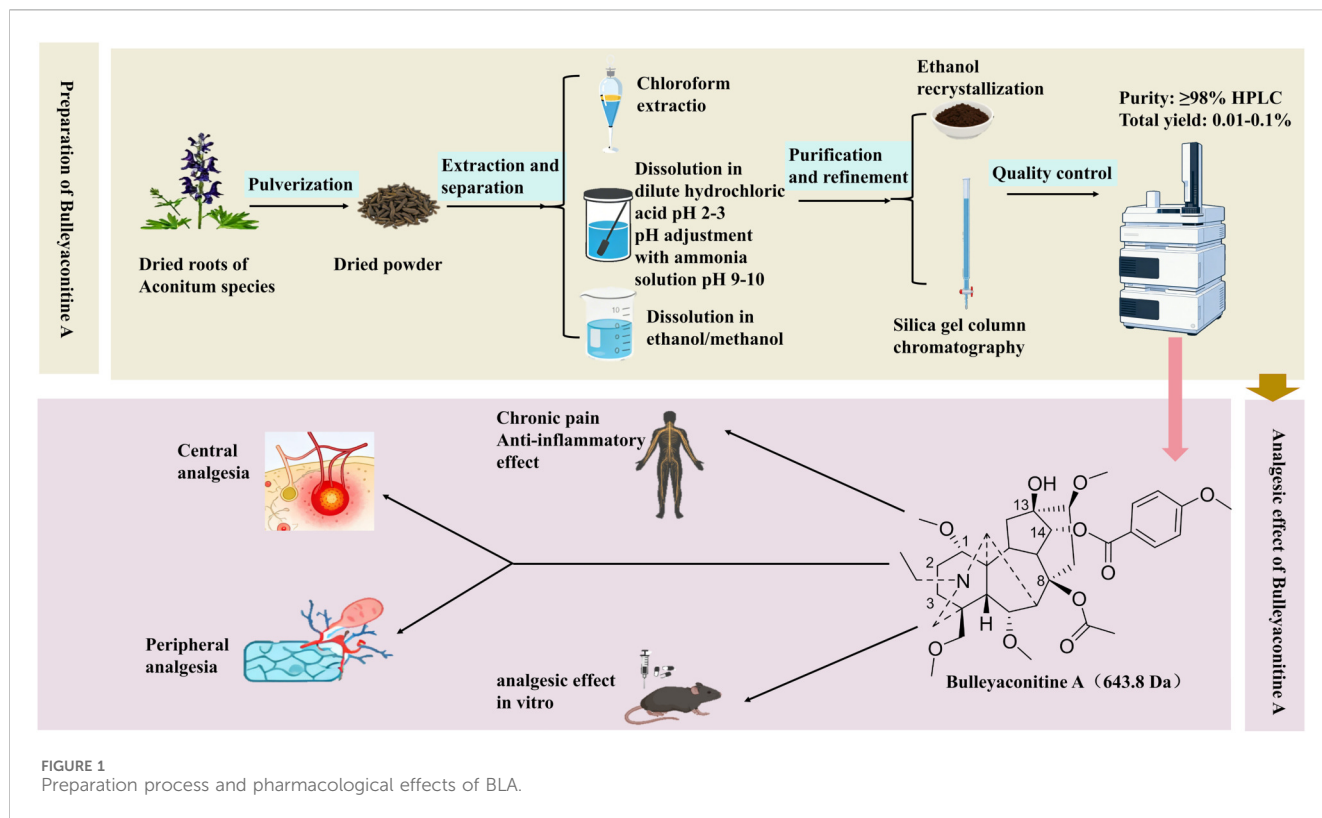 Preparation of Bulleyaconitine A
Dried roots of
Aconitum species
Pulverization
Dried powder
Extraction and
separation
Chloroform
extractio
Dissolution in
dilute hydrochloric
acid pH 2-3
pH adjustment
with ammonia
solution pH 9-10
Dissolution in
ethanol/methanol
Purification
and refinement
Ethanol
recrystallization
Silica gel column
chromatography
Quality control
Purity: ≥98% HPLC
Total yield: 0.01-0.1%
Analgesic effect of Bulleyaconitine A
Central
analgesia
Peripheral
analgesia
Chronic pain
Anti-inflammatory
effect
analgesic effect
in vitro
OH
O
13
O
O
14
O
1
O
2
N
8
O
3
O
H
O
O
Bulleyaconitine A（643.8 Da）
FIGURE 1
Preparation process and pharmacological effects of BLA.